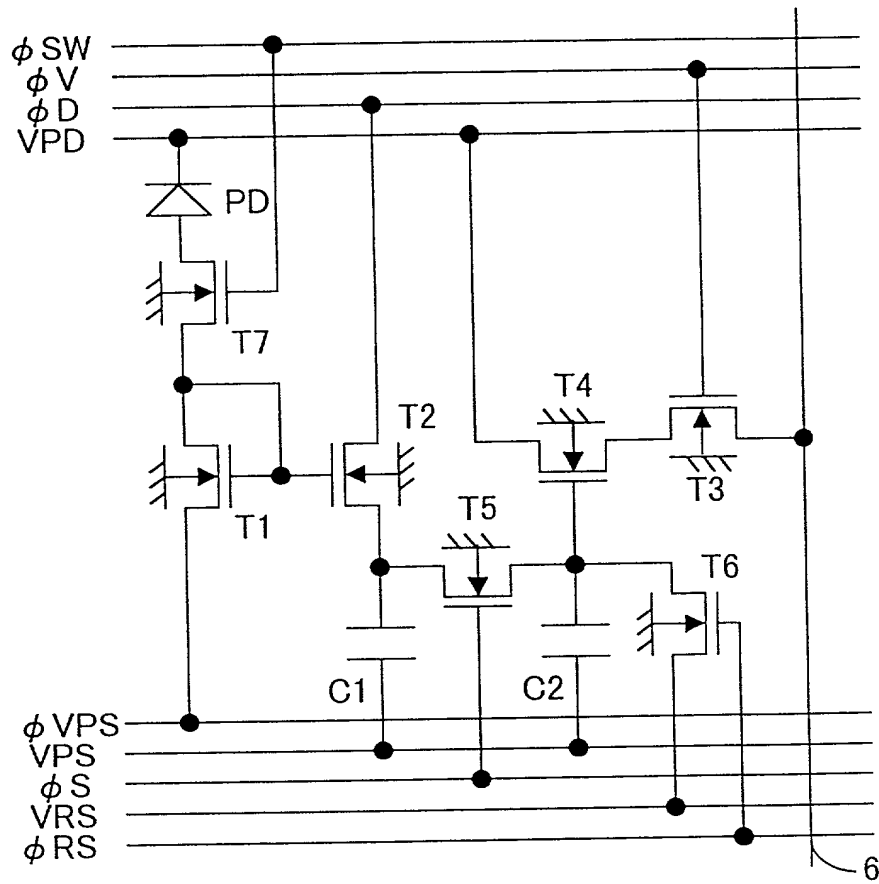 φSW
φV
φD
VPD
PD
T7
T4
T2
T3
T1
T5
T6
C1
C2
φVPS
VPS
φS
VRS
φRS
6